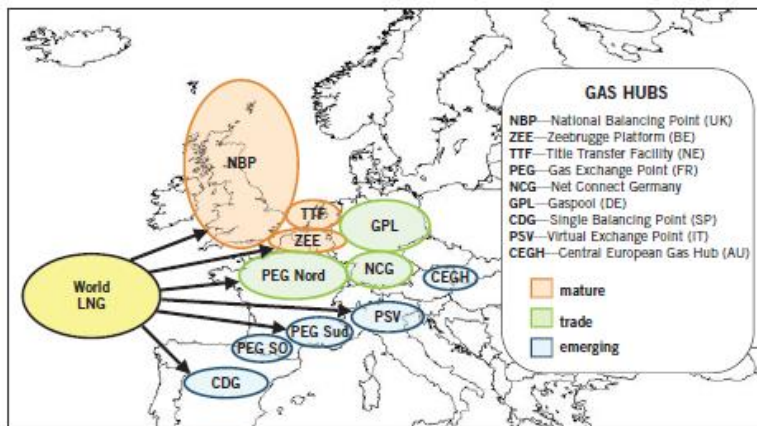 NBP
TTF
ZEE
GPL
PEG Nord
NCG
CEGH
World
LNG
PSV
PEG Sud
PEG SO
CDG
GAS HUBS
NBP—National Balancing Point (UK)
ZEE—Zeebrugge Platform (BE)
TTF—Title Transfer Facility (NE)
PEG—Gas Exchange Point (FR)
NCG—Net Connect Germany
GPL—Gaspool (DE)
CDG—Single Balancing Point (SP)
PSV—Virtual Exchange Point (IT)
CEGH—Central European Gas Hub (AU)
mature
trade
emerging